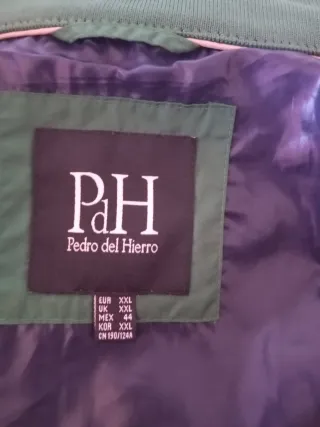 PdH
Pedro del Hierro
EUR XXL
UK XXL
MEX 44
KOR XXL
CN 190/124A